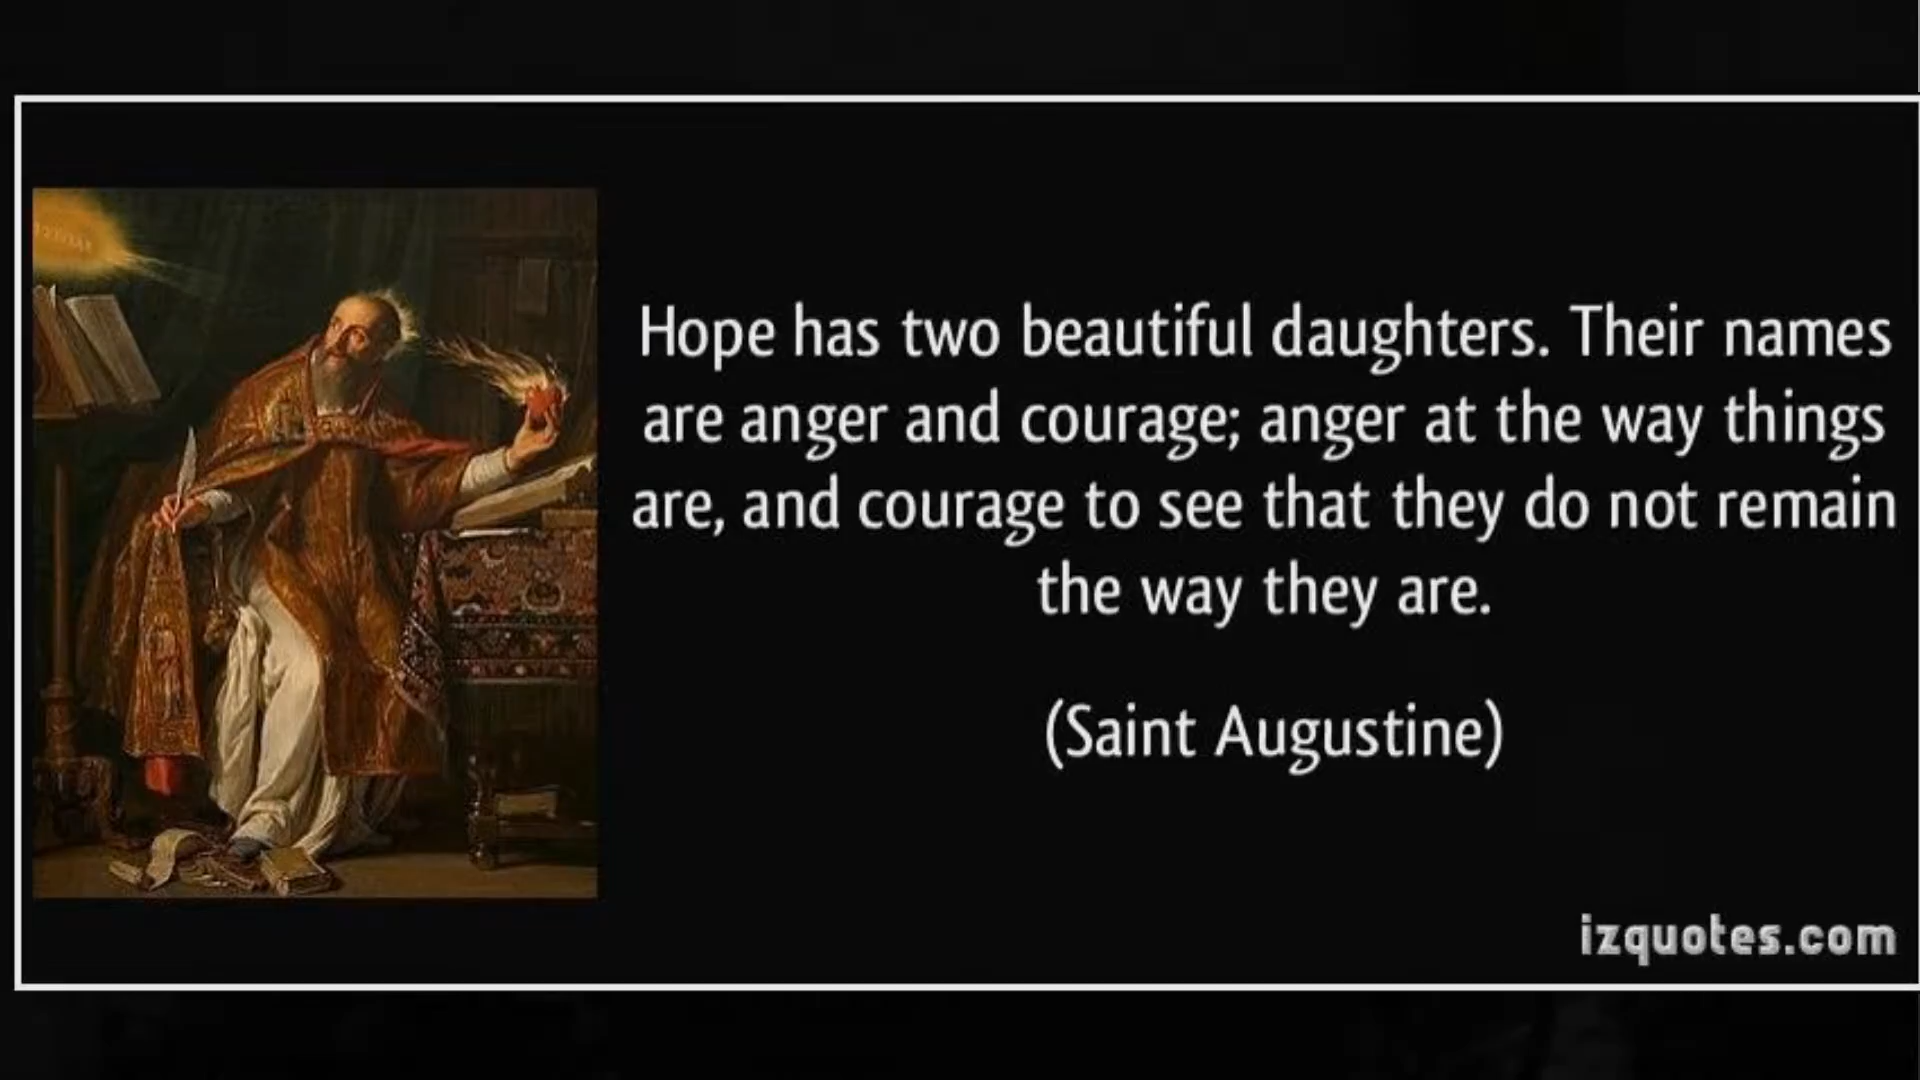 Hope has two beautiful daughters. Their names
are anger and courage; anger at the way things
are, and courage to see that they do not remain
the way they are.
(Saint Augustine)
izquotes.com